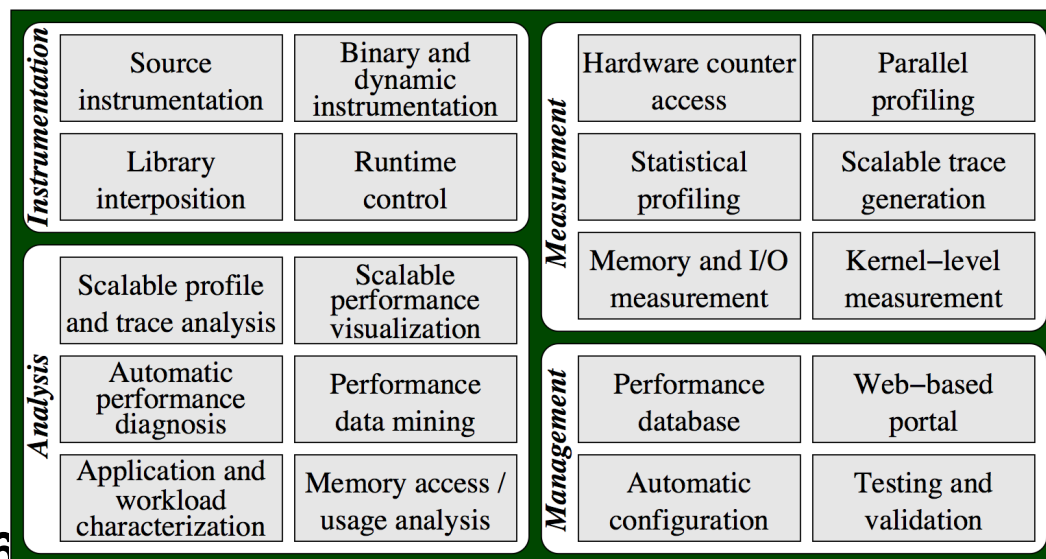 Instrumentation
Source
instrumentation
Binary and
dynamic
instrumentation
Library
interposition
Runtime
control
Measurement
Hardware counter
access
Parallel
profiling
Statistical
profiling
Scalable trace
generation
Memory and I/O
measurement
Kernel−level
measurement
Analysis
Scalable profile
and trace analysis
Scalable
performance
visualization
Automatic
performance
diagnosis
Performance
data mining
Application and
workload
characterization
Memory access /
usage analysis
Management
Performance
database
Web−based
portal
Automatic
configuration
Testing and
validation